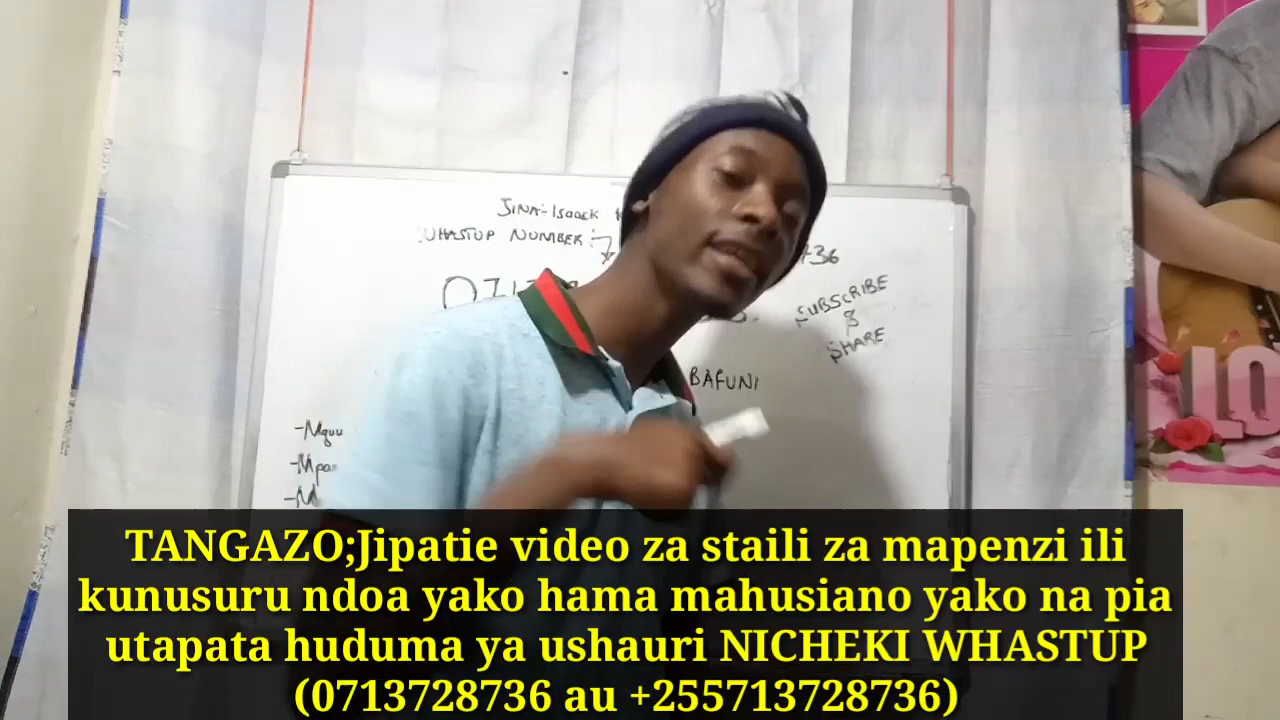 JINA:- Isaack
WHASTUP NUMBER:
736
SUBSCRIBE
&
SHARE
BAFUNI
TANGAZO;Jipatie video za staili za mapenzi ili
kunusuru ndoa yako hama mahusiano yako na pia
utapata huduma ya ushauri NICHEKI WHASTUP
(0713728736 au +255713728736)